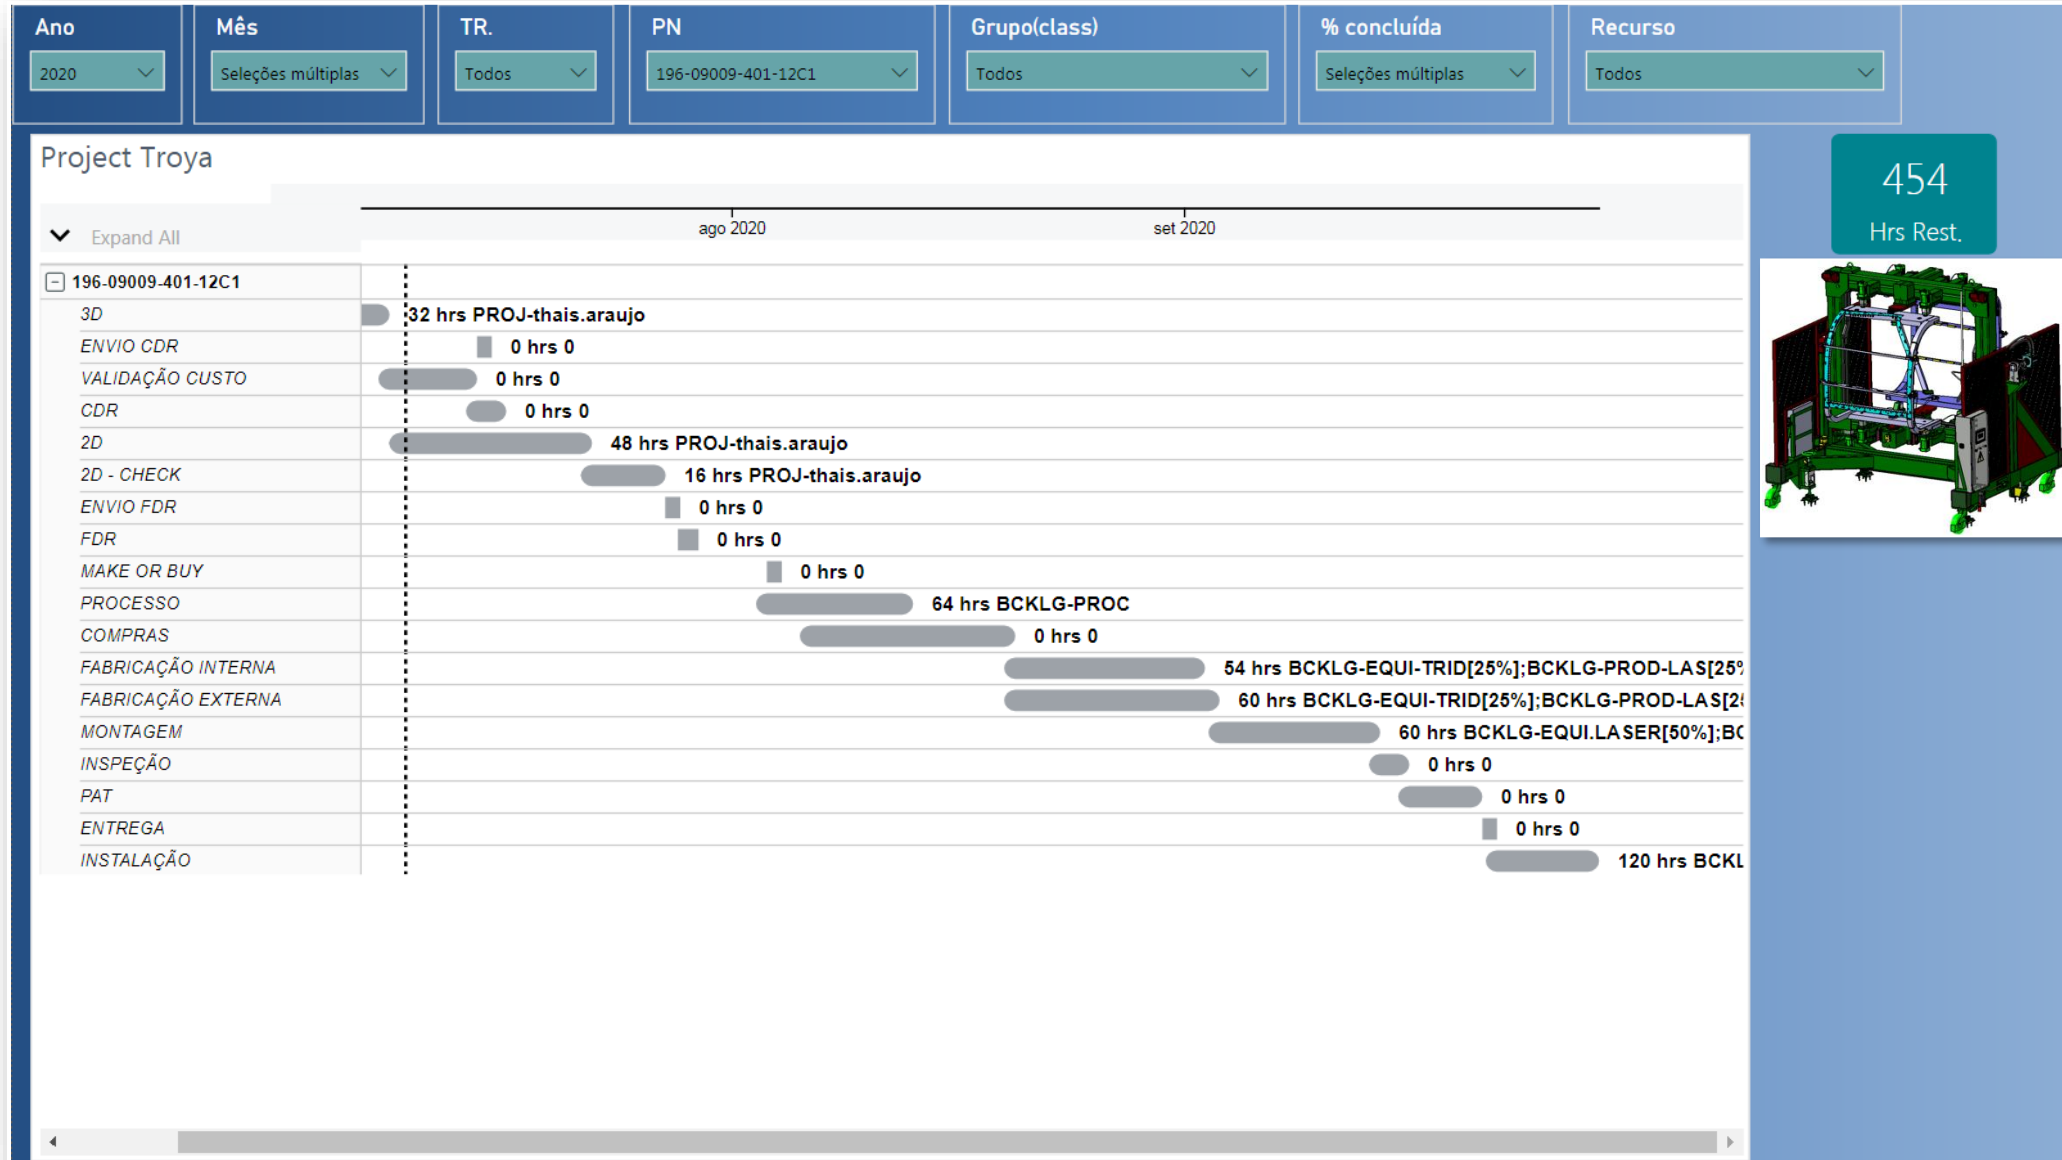 Ano Mês TR. PN Grupo(class) % concluída Recurso
2020 Seleções múltiplas Todos 196-09009-401-12C1 Todos Seleções múltiplas Todos
Project Troya
454
Hrs Rest.
ago 2020 set 2020
Expand All
196-09009-401-12C1
3D 32 hrs PROJ-thais.araujo
ENVIO CDR 0 hrs 0
VALIDAÇÃO CUSTO 0 hrs 0
CDR 0 hrs 0
2D 48 hrs PROJ-thais.araujo
2D - CHECK 16 hrs PROJ-thais.araujo
ENVIO FDR 0 hrs 0
FDR 0 hrs 0
MAKE OR BUY 0 hrs 0
PROCESSO 64 hrs BCKLG-PROC
COMPRAS 0 hrs 0
FABRICAÇÃO INTERNA 54 hrs BCKLG-EQUI-TRID[25%];BCKLG-PROD-LAS[25%
FABRICAÇÃO EXTERNA 60 hrs BCKLG-EQUI-TRID[25%];BCKLG-PROD-LAS[25
MONTAGEM 60 hrs BCKLG-EQUI.LASER[50%];BC
INSPEÇÃO 0 hrs 0
PAT 0 hrs 0
ENTREGA 0 hrs 0
INSTALAÇÃO 120 hrs BCKL